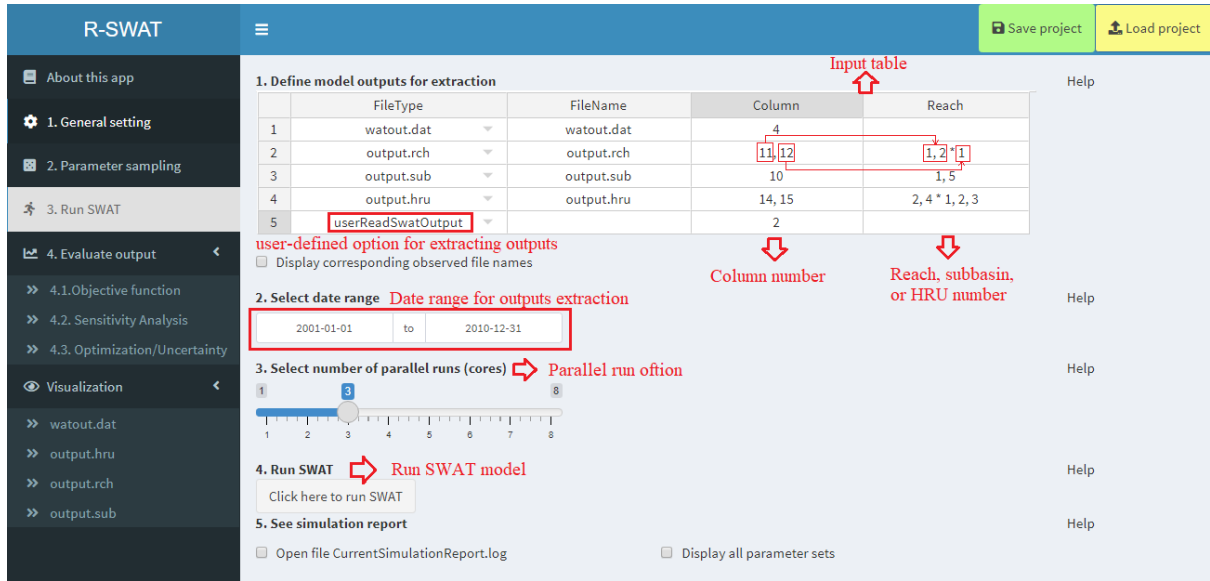 R-SWAT
Save project
Load project
About this app
1. General setting
2. Parameter sampling
3. Run SWAT
4. Evaluate output
4.1.Objective function
4.2. Sensitivity Analysis
4.3. Optimization/Uncertainty
Visualization
watout.dat
output.hru
output.rch
output.sub
Input table
1. Define model outputs for extraction
Help
FileType FileName Column Reach
1 watout.dat watout.dat 4
2 output.rch output.rch 11, 12 1, 2 * 1
3 output.sub output.sub 10 1, 5
4 output.hru output.hru 14, 15 2, 4 * 1, 2, 3
5 userReadSwatOutput 2
user-defined option for extracting outputs
Display corresponding observed file names
Column number
Reach, subbasin,
or HRU number
2. Select date range Date range for outputs extraction
Help
2001-01-01 to 2010-12-31
3. Select number of parallel runs (cores) Parallel run oftion
Help
1 3 8
1 2 3 4 5 6 7 8
4. Run SWAT Run SWAT model
Help
Click here to run SWAT
5. See simulation report
Help
Open file CurrentSimulationReport.log
Display all parameter sets